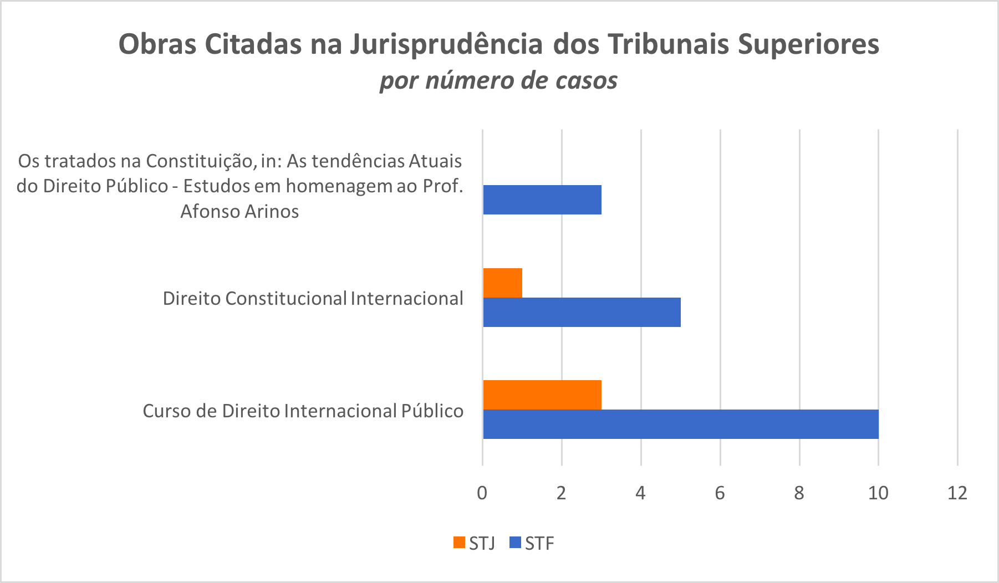 Obras Citadas na Jurisprudência dos Tribunais Superiores
por número de casos
Os tratados na Constituição, in: As tendências Atuais
do Direito Público - Estudos em homenagem ao Prof.
Afonso Arinos
Direito Constitucional Internacional
Curso de Direito Internacional Público
0 2 4 6 8 10 12
STJ STF